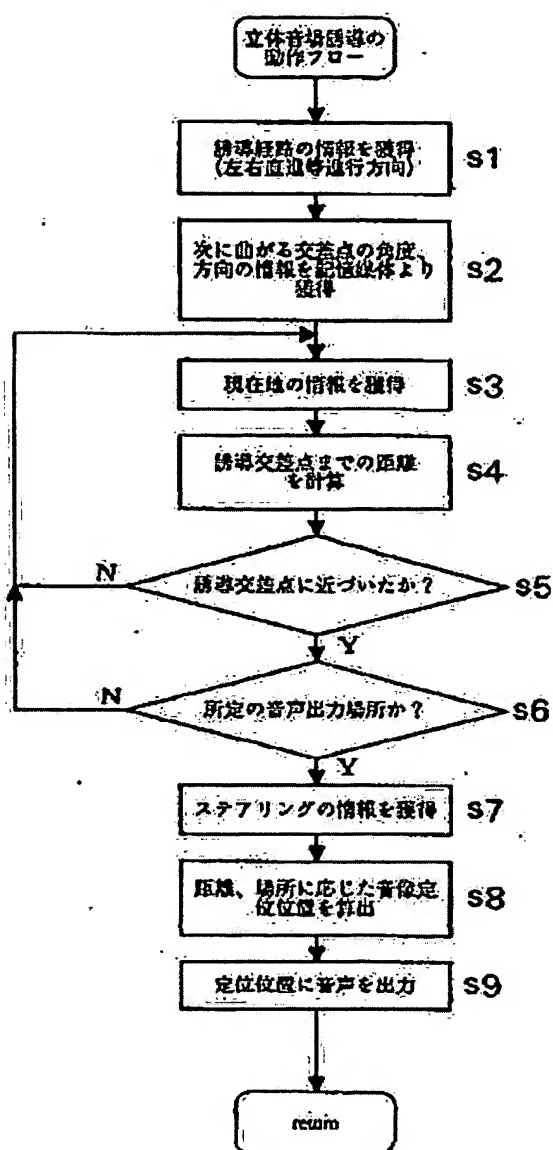 立体音場誘導の
動作フロー
誘導経路の情報を獲得
(左右直進等進行方向)
s1
次に曲がる交差点の角度、
方向の情報を記憶媒体より
獲得
s2
現在地の情報を獲得
s3
誘導交差点までの距離
を計算
s4
誘導交差点に近づいたか？
s5
N
Y
所定の音声出力場所か？
s6
N
Y
ステアリングの情報を獲得
s7
距離、場所に応じた音像定
位位置を算出
s8
定位位置に音声を出力
s9
return